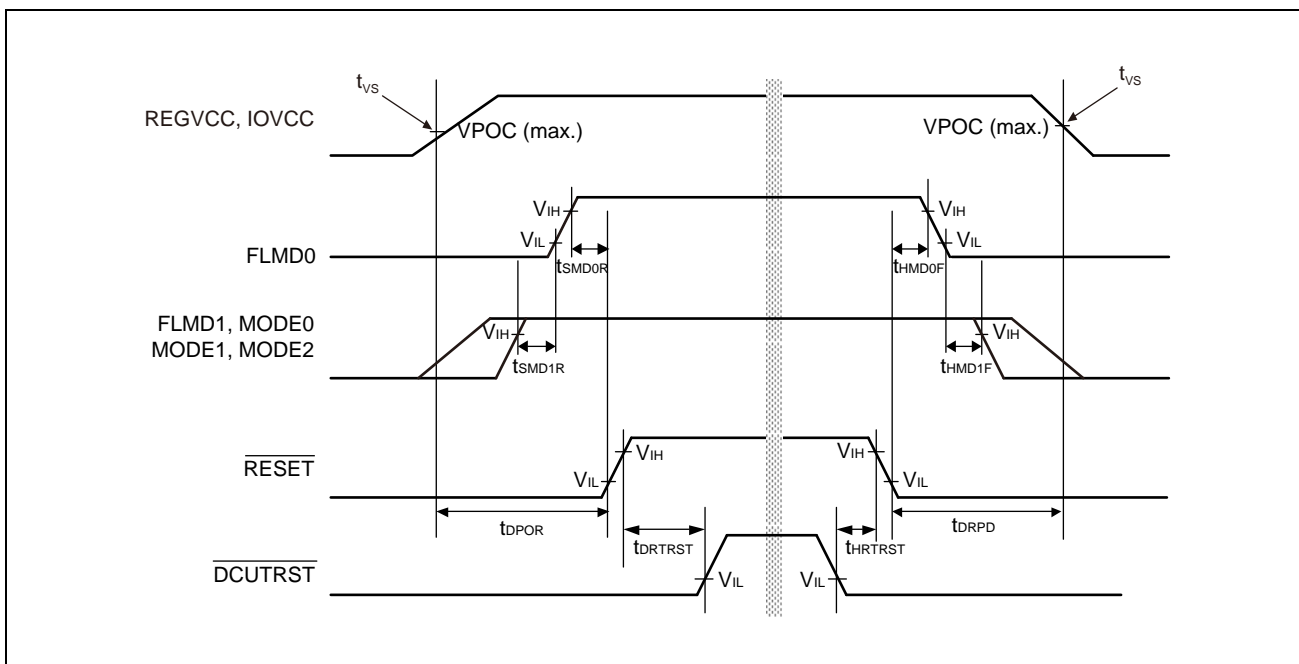 tVS
tVS
REGVCC, IOVCC
VPOC (max.)
VPOC (max.)
VIH
VIH
VIL
VIL
FLMD0
tSMD0R
tHMD0F
FLMD1, MODE0
MODE1, MODE2
VIH
VIH
tSMD1R
tHMD1F
RESET
VIH
VIH
VIL
VIL
tDPOR
tDRTRST
tHRTRST
tDRPD
DCUTRST
VIL
VIL